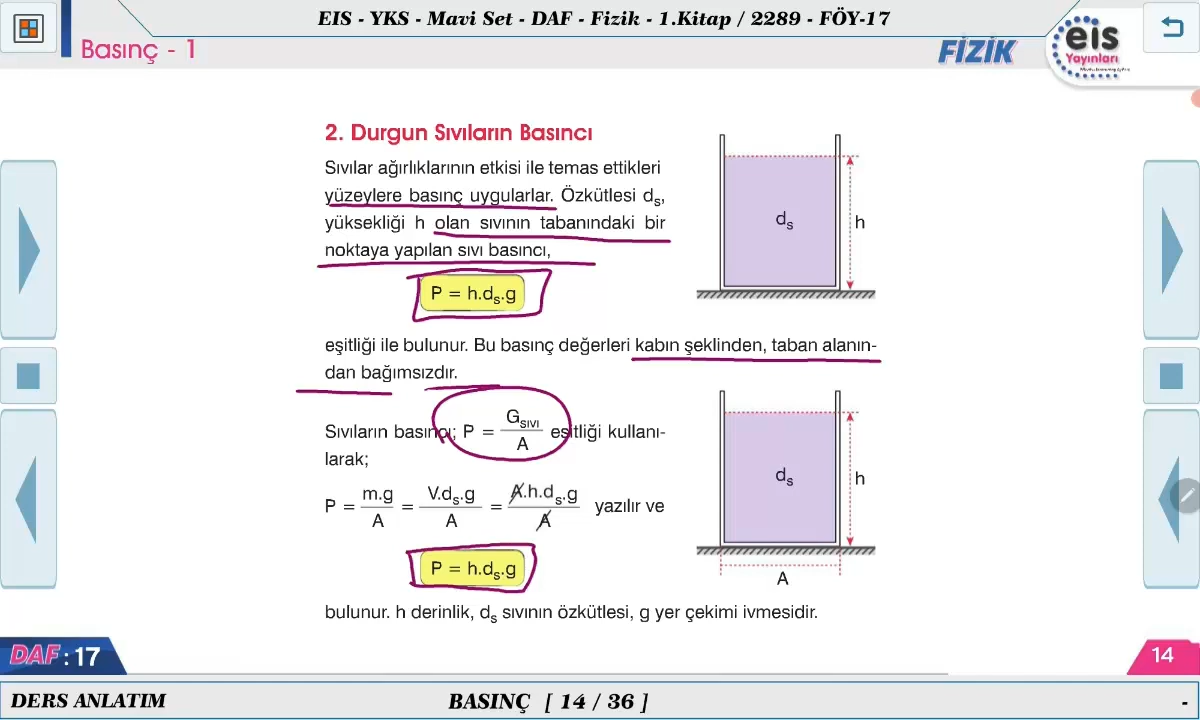 EIS - YKS - Mavi Set - DAF - Fizik - 1.Kitap / 2289 - FÖY-17
Basınç - 1
FİZİK
eis
Yayınları
2. Durgun Sıvıların Basıncı
Sıvılar ağırlıklarının etkisi ile temas ettikleri
yüzeylere basınç uygularlar. Özkütlesi dₛ,
yüksekliği h olan sıvının tabanındaki bir
noktaya yapılan sıvı basıncı,
P = h.dₛ.g
dₛ
h
eşitliği ile bulunur. Bu basınç değerleri kabın şeklinden, taban alanın-
dan bağımsızdır.
Sıvıların basıncı; P = G_SIVI / A eşitliği kullanı-
larak;
P = m.g / A = V.dₛ.g / A = A.h.dₛ.g / A yazılır ve
P = h.dₛ.g
dₛ
h
A
bulunur. h derinlik, dₛ sıvının özkütlesi, g yer çekimi ivmesidir.
DAF : 17
14
DERS ANLATIM
BASINÇ [ 14 / 36 ]
-